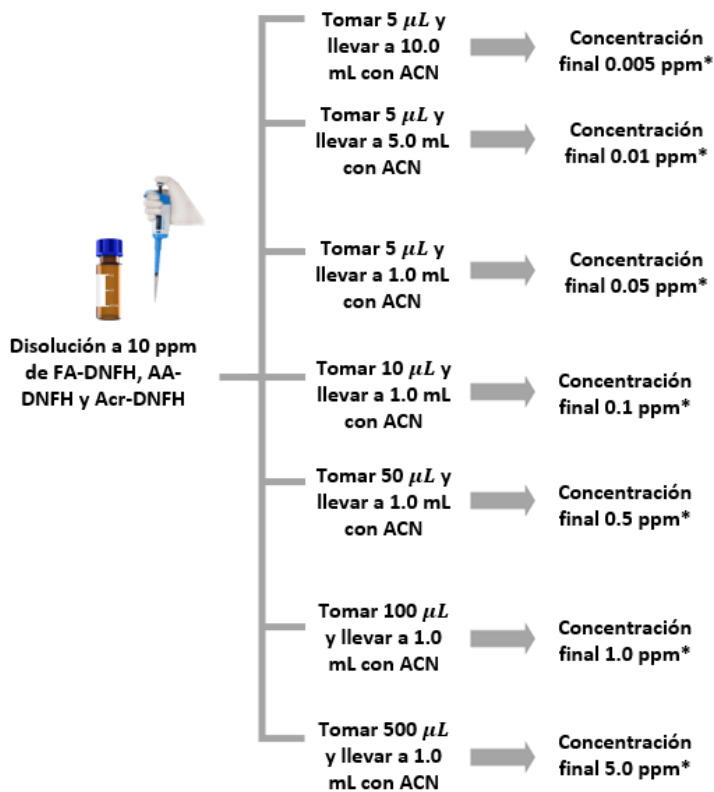 Disolución a 10 ppm
de FA-DNFH, AA-
DNFH y Acr-DNFH
Tomar 5 μL y
llevar a 10.0
mL con ACN
Concentración
final 0.005 ppm*
Tomar 5 μL y
llevar a 5.0 mL
con ACN
Concentración
final 0.01 ppm*
Tomar 5 μL y
llevar a 1.0 mL
con ACN
Concentración
final 0.05 ppm*
Tomar 10 μL y
llevar a 1.0 mL
con ACN
Concentración
final 0.1 ppm*
Tomar 50 μL y
llevar a 1.0 mL
con ACN
Concentración
final 0.5 ppm*
Tomar 100 μL
y llevar a 1.0
mL con ACN
Concentración
final 1.0 ppm*
Tomar 500 μL
y llevar a 1.0
mL con ACN
Concentración
final 5.0 ppm*